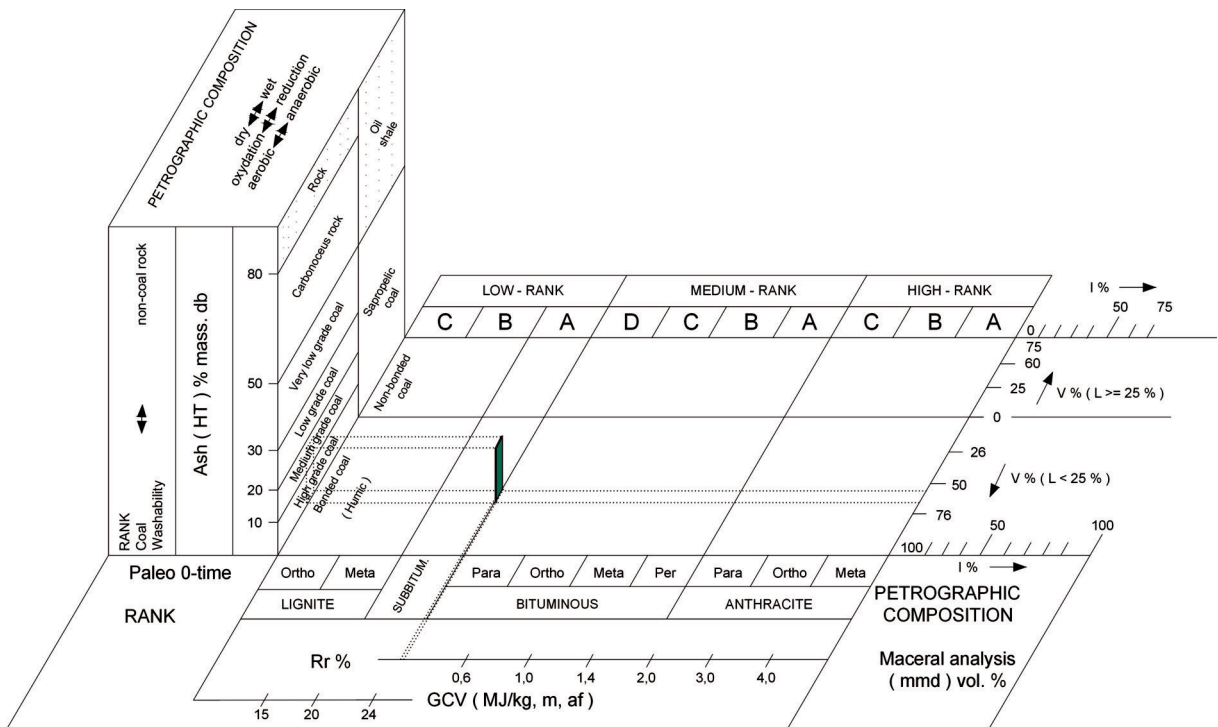 PETROGRAPHIC COMPOSITION
dry wet
oxydation reduction
aerobic anaerobic
Rock
Oil
shale
Carbonoceus rock
Very low grade coal
Sapropelic
coal
Low grade coal
Medium grade coal
High grade coal
Bonded coal
( Humic )
Non-bonded
coal
non-coal rock
RANK
Coal
Washability
Ash ( HT ) % mass. db
80
50
30
20
10
LOW - RANK MEDIUM - RANK HIGH - RANK
C B A D C B A C B A
I %
50 75
0
75
60
25
0
V % ( L >= 25 % )
26
50
76
100
V % ( L < 25 % )
50 100
I %
Paleo 0-time
RANK
Ortho Meta
LIGNITE
SUBBITUM.
Para Ortho Meta Per
BITUMINOUS
Para Ortho Meta
ANTHRACITE
PETROGRAPHIC
COMPOSITION
Maceral analysis
( mmd ) vol. %
Rr %
0,6 1,0 1,4 2,0 3,0 4,0
GCV ( MJ/kg, m, af )
15 20 24